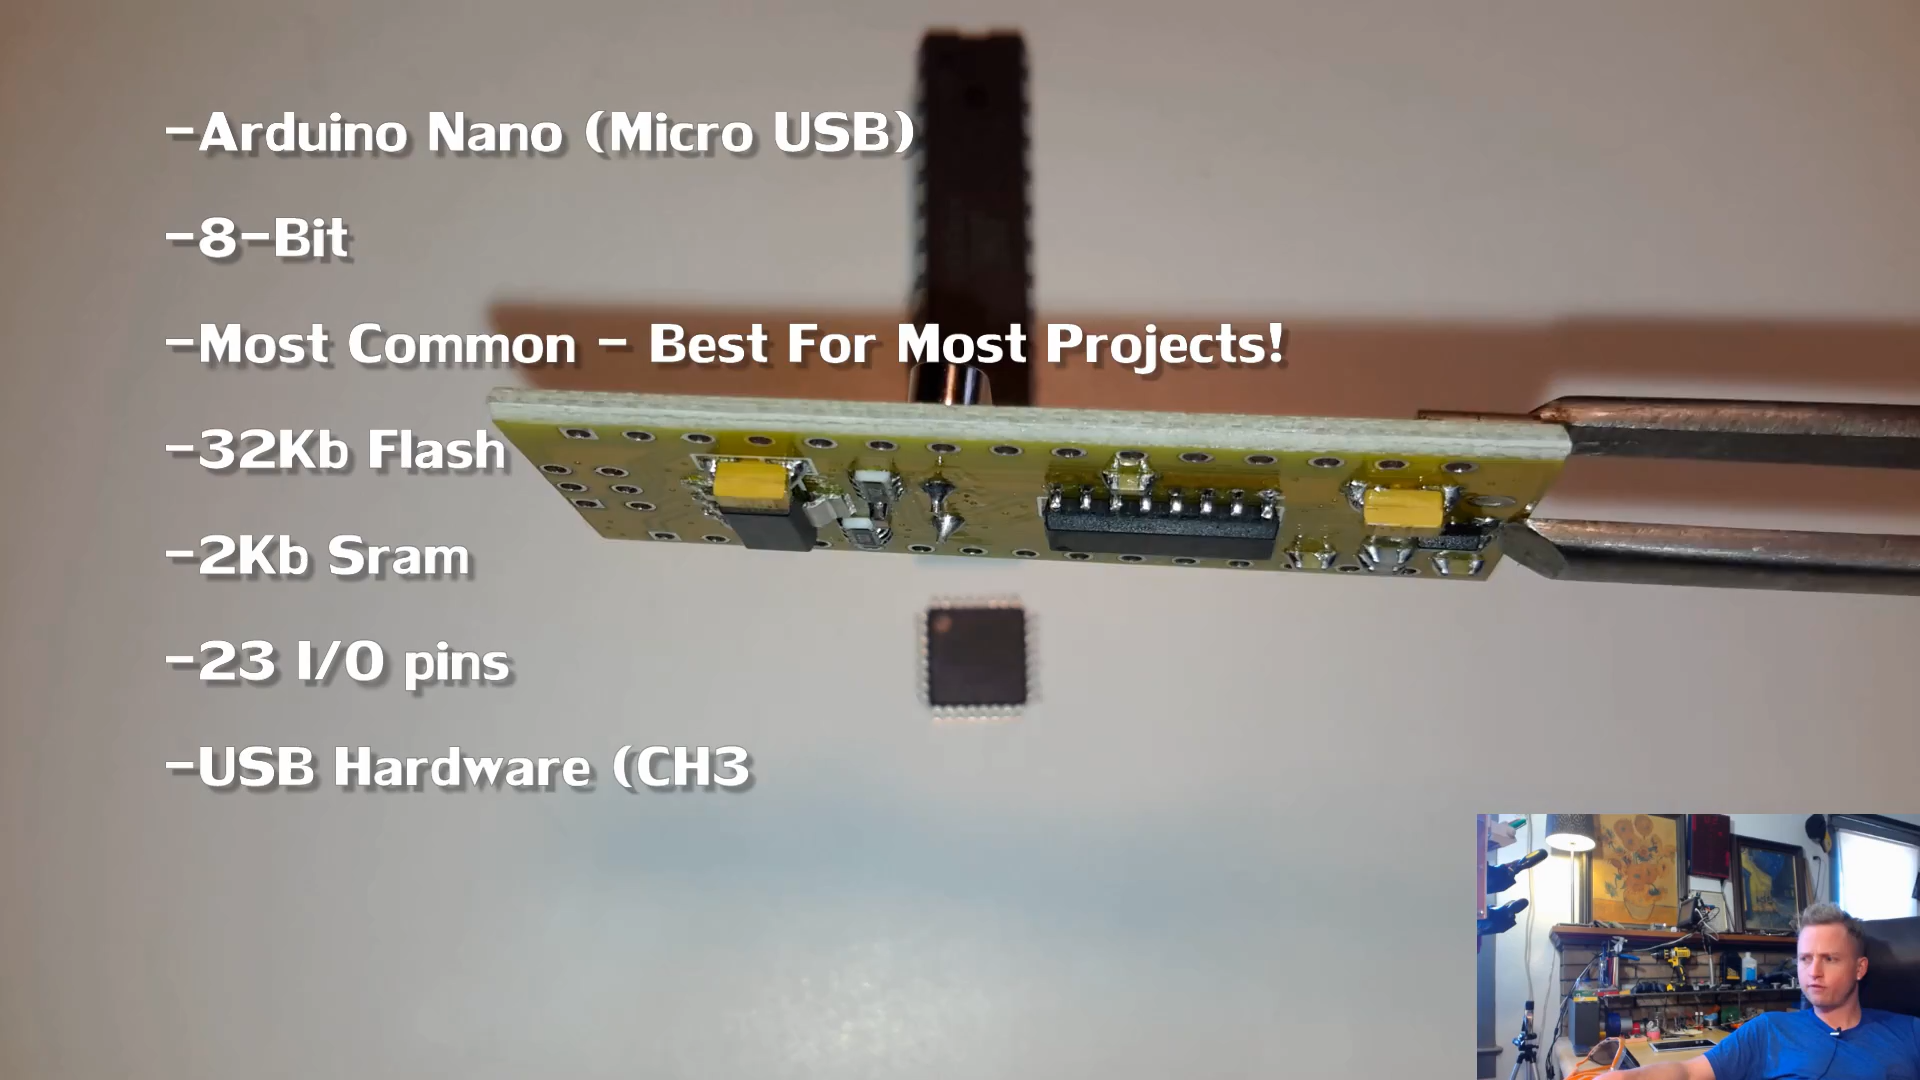 -Arduino Nano (Micro USB)
-8-Bit
-Most Common - Best For Most Projects!
-32Kb Flash
-2Kb Sram
-23 I/O pins
-USB Hardware (CH3